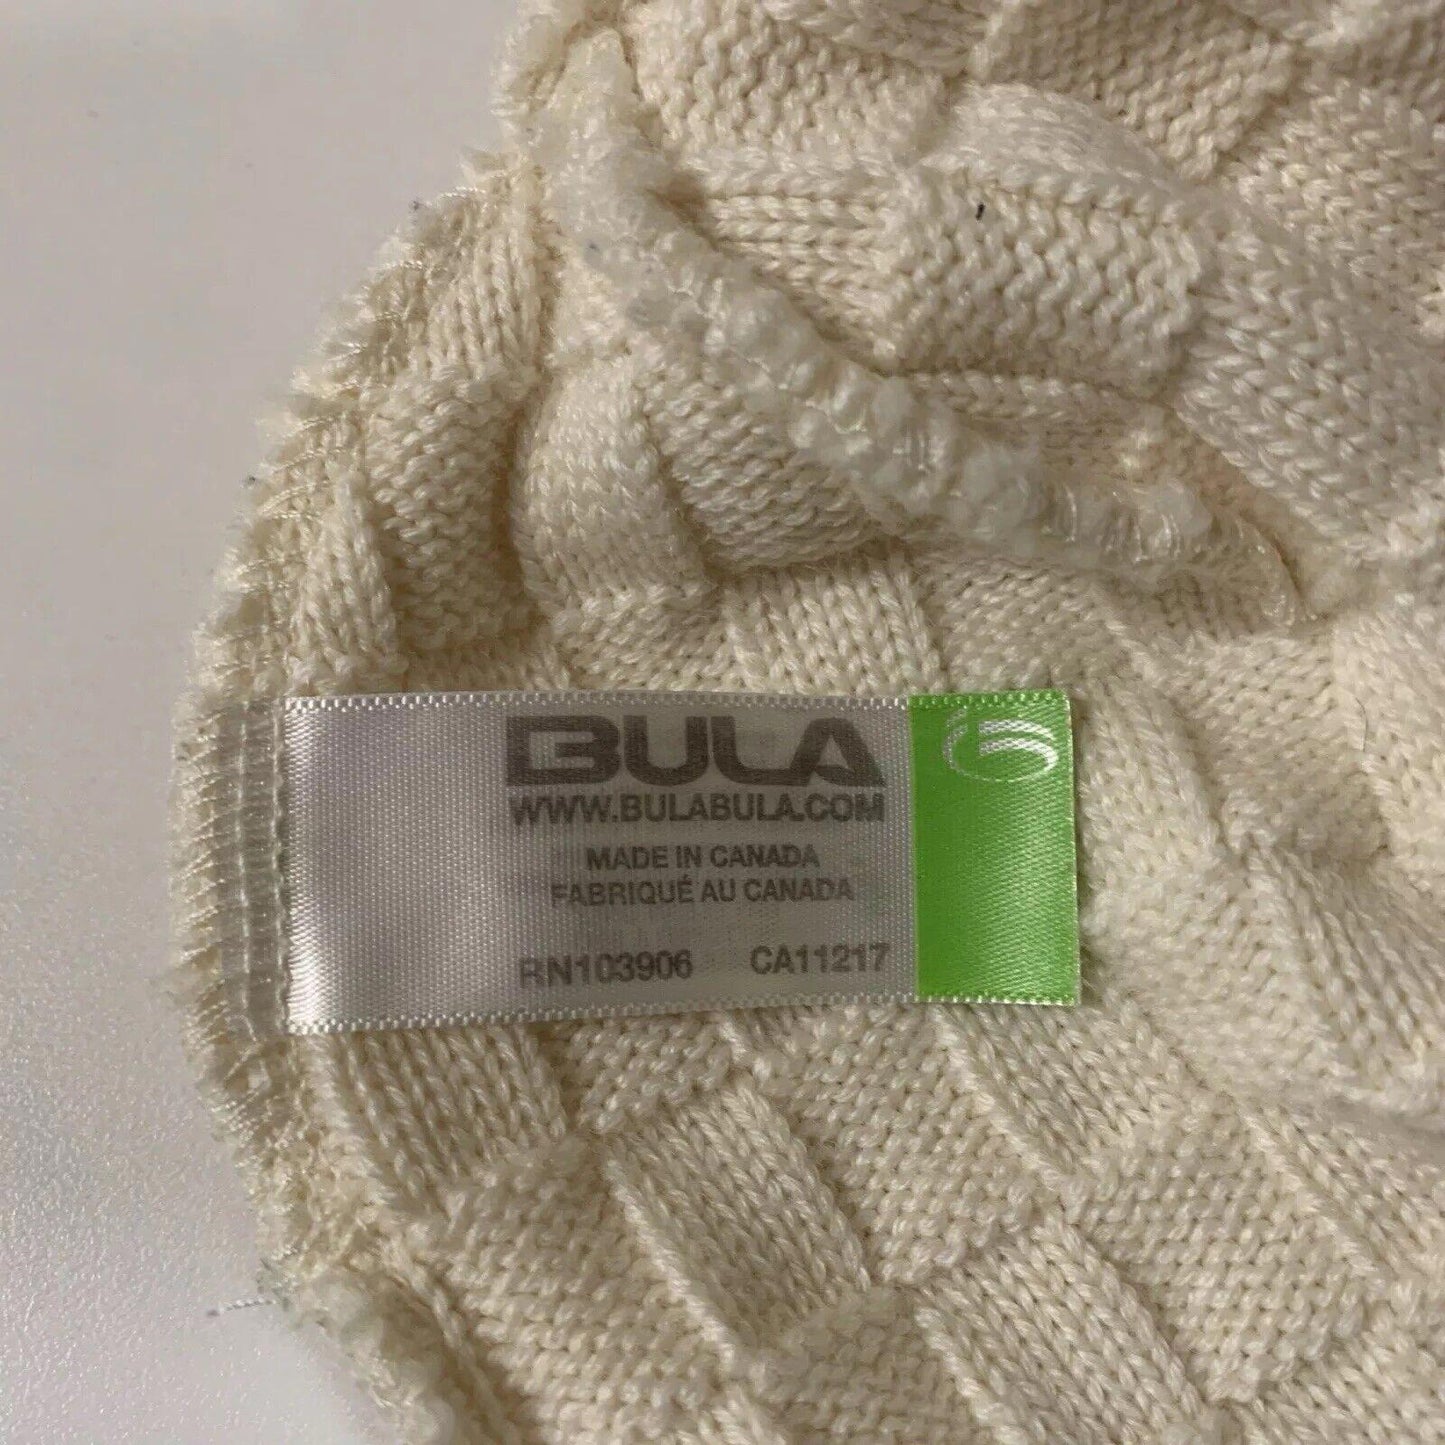 BULA
WWW.BULABULA.COM
MADE IN CANADA
FABRIQUÉ AU CANADA
RN103906 CA11217